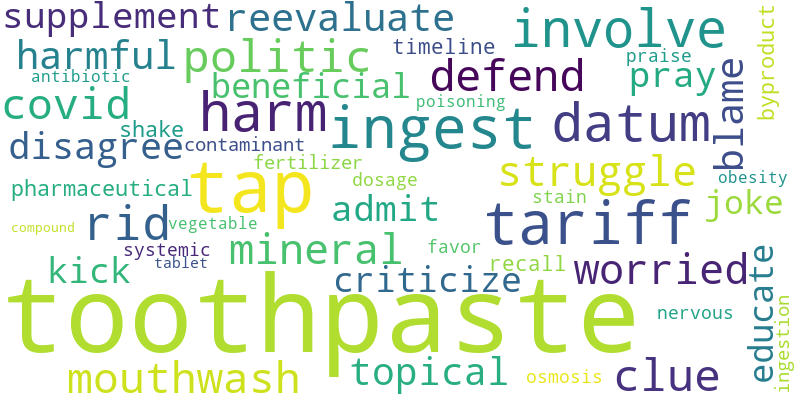 supplement reevaluate involve byproduct
harmful politic timeline praise
antibiotic beneficial defend pray
covid harm poisoning blame
shake ingest datum
disagree contaminant
fertilizer struggle obesity
pharmaceutical tap dosage stain joke
rid vegetable admit tariff
compound
systemic mineral favor
tablet recall worried educate
kick criticize
toothpaste nervous ingestion
mouthwash topical osmosis clue